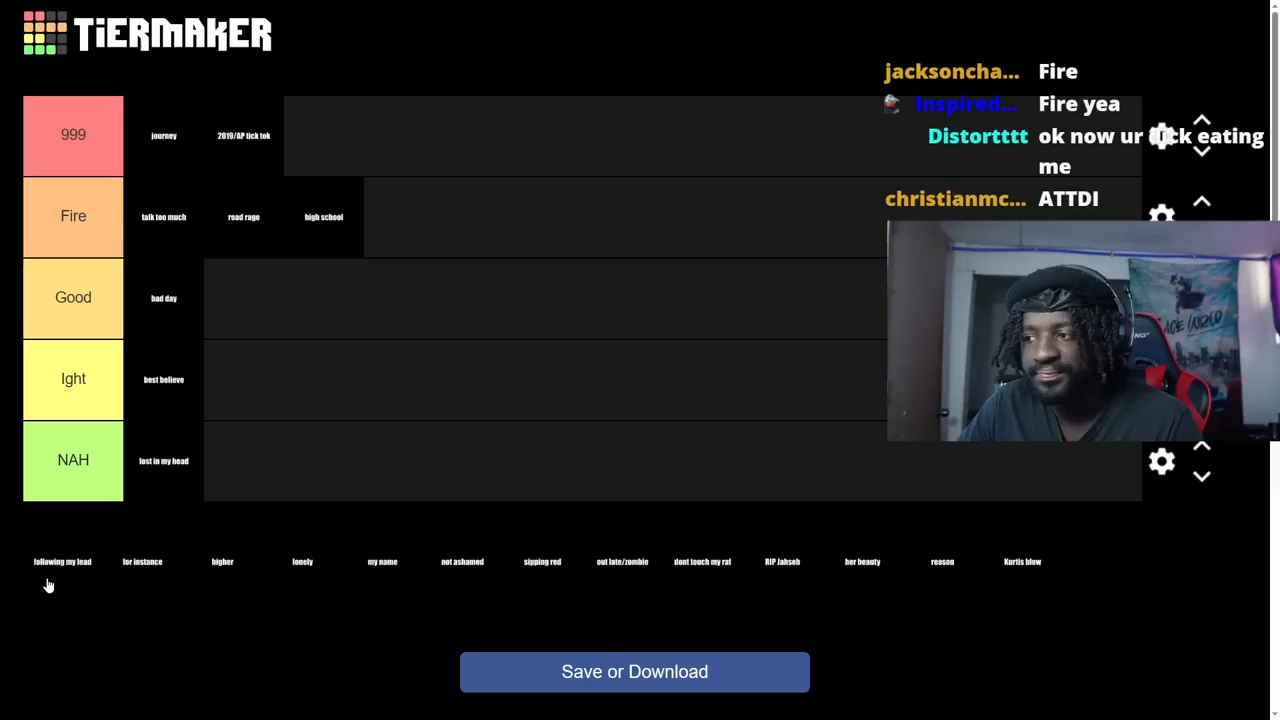 TiERMAKER
jacksoncha... Fire
Inspired... Fire yea
Distortttt ok now ur
eating
me
christianmc... ATTDI
999
journey
2019/AP tick tok
Fire
talk too much
road rage
high school
Good
bad day
Ight
best believe
NAH
lost in my head
following my lead
for instance
higher
lonely
my name
not ashamed
sipping red
out late/zombie
dont touch my raf
RIP Jahseh
her beauty
reason
Kurtis blow
Save or Download